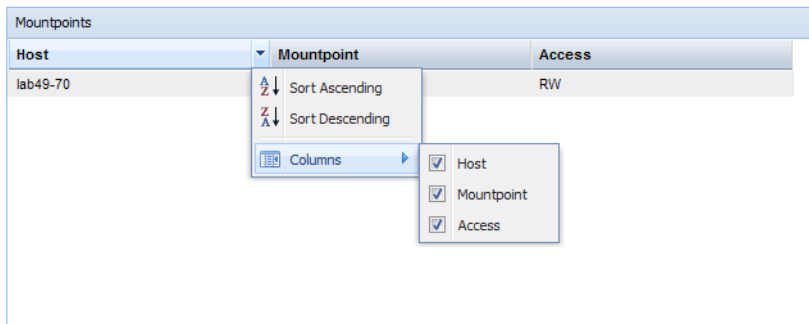 Mountpoints
Host Mountpoint Access
lab49-70 RW
Sort Ascending
Sort Descending
Columns
Host
Mountpoint
Access